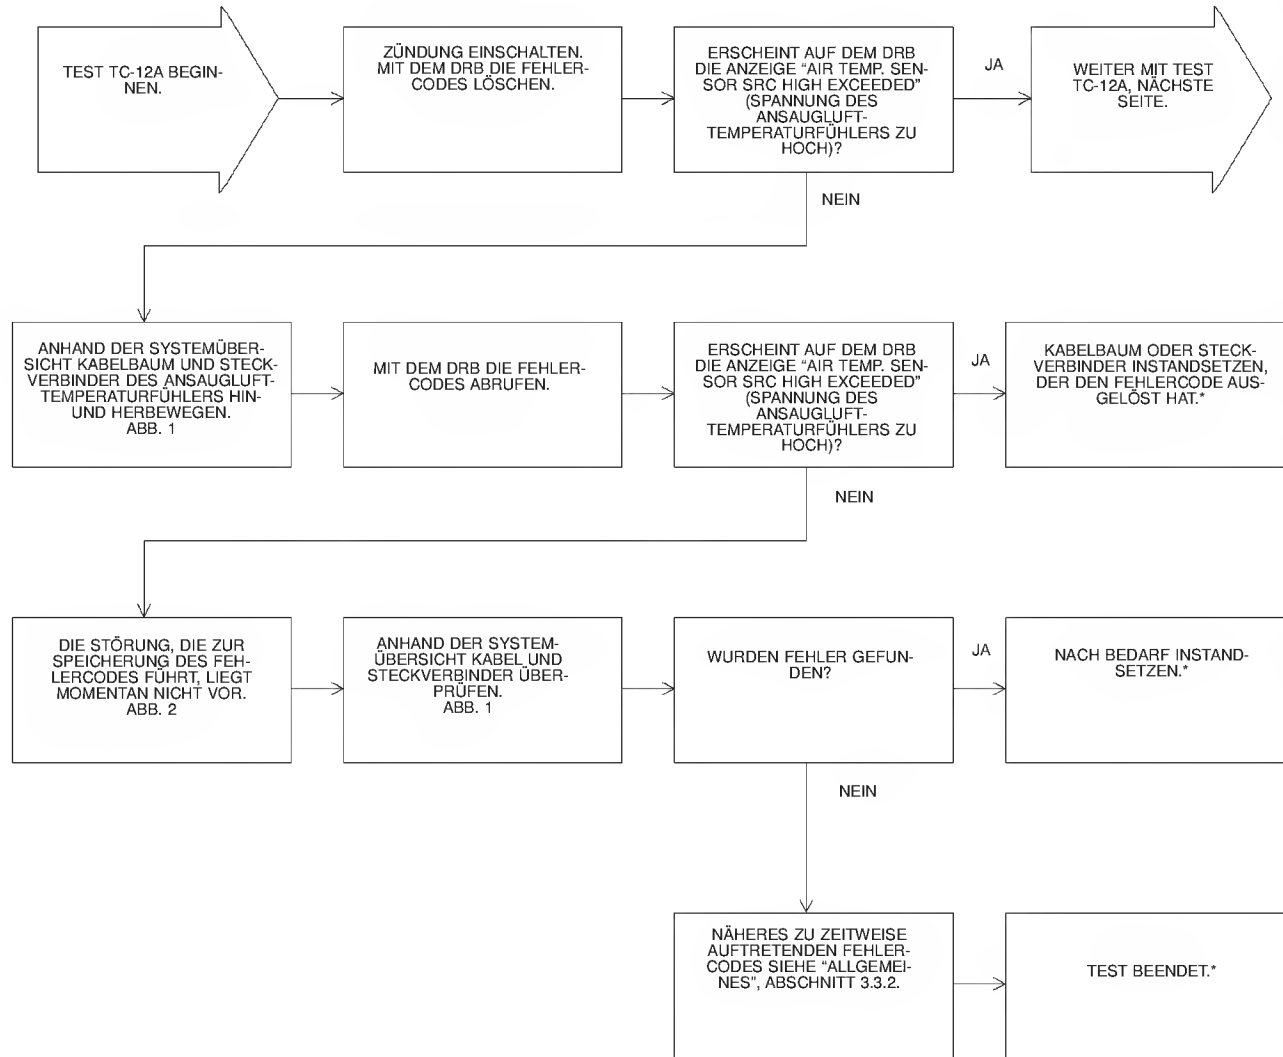 TEST TC-12A BEGIN-
NEN.
ZÜNDUNG EINSCHALTEN.
MIT DEM DRB DIE FEHLER-
CODES LÖSCHEN.
ERSCHEINT AUF DEM DRB
DIE ANZEIGE “AIR TEMP. SEN-
SOR SRC HIGH EXCEEDED”
(SPANNUNG DES
ANSAUGLUFT-
TEMPERATURFÜHLERS ZU
HOCH)?
JA
WEITER MIT TEST
TC-12A, NÄCHSTE
SEITE.
NEIN
ANHAND DER SYSTEMÜBER-
SICHT KABELBAUM UND STECK-
VERBINDER DES ANSAUGLUFT-
TEMPERATURFÜHLERS HIN-
UND HERBEWEGEN.
ABB. 1
MIT DEM DRB DIE FEHLER-
CODES ABRUFEN.
ERSCHEINT AUF DEM DRB
DIE ANZEIGE “AIR TEMP. SEN-
SOR SRC HIGH EXCEEDED”
(SPANNUNG DES
ANSAUGLUFT-
TEMPERATURFÜHLERS ZU
HOCH)?
JA
KABELBAUM ODER STECK-
VERBINDER INSTANDSETZEN,
DER DEN FEHLERCODE AUS-
GELÖST HAT.*
NEIN
DIE STÖRUNG, DIE ZUR
SPEICHERUNG DES FEH-
LERCODES FÜHRT, LIEGT
MOMENTAN NICHT VOR.
ABB. 2
ANHAND DER SYSTEM-
ÜBERSICHT KABEL UND
STECKVERBINDER ÜBER-
PRÜFEN.
ABB. 1
WURDEN FEHLER GEFUN-
DEN?
JA
NACH BEDARF INSTAND-
SETZEN.*
NEIN
NÄHERES ZU ZEITWEISE
AUFTRETENDEN FEHLER-
CODES SIEHE “ALLGEMEI-
NES”, ABSCHNITT 3.3.2.
TEST BEENDET.*